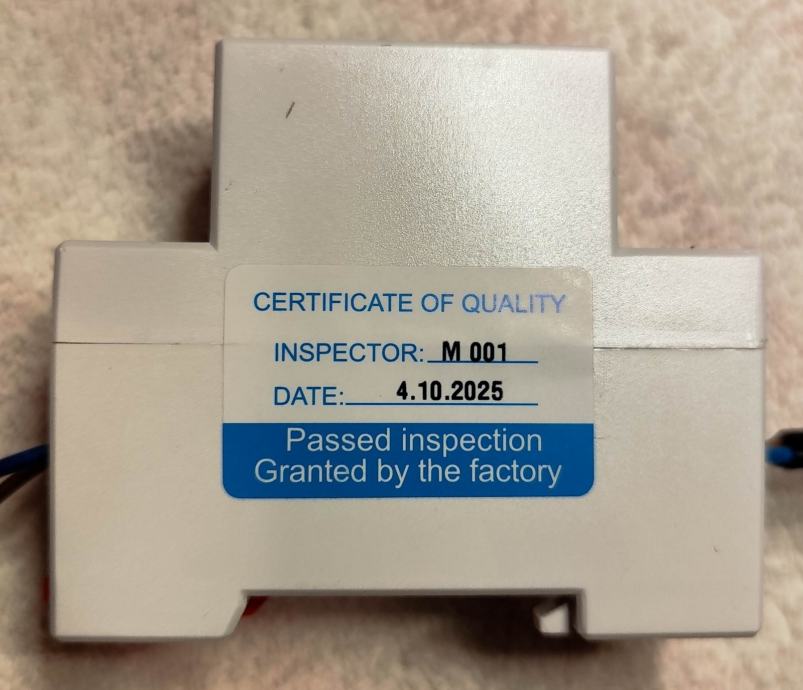 CERTIFICATE OF QUALITY
INSPECTOR: M 001
DATE: 4.10.2025
Passed inspection
Granted by the factory